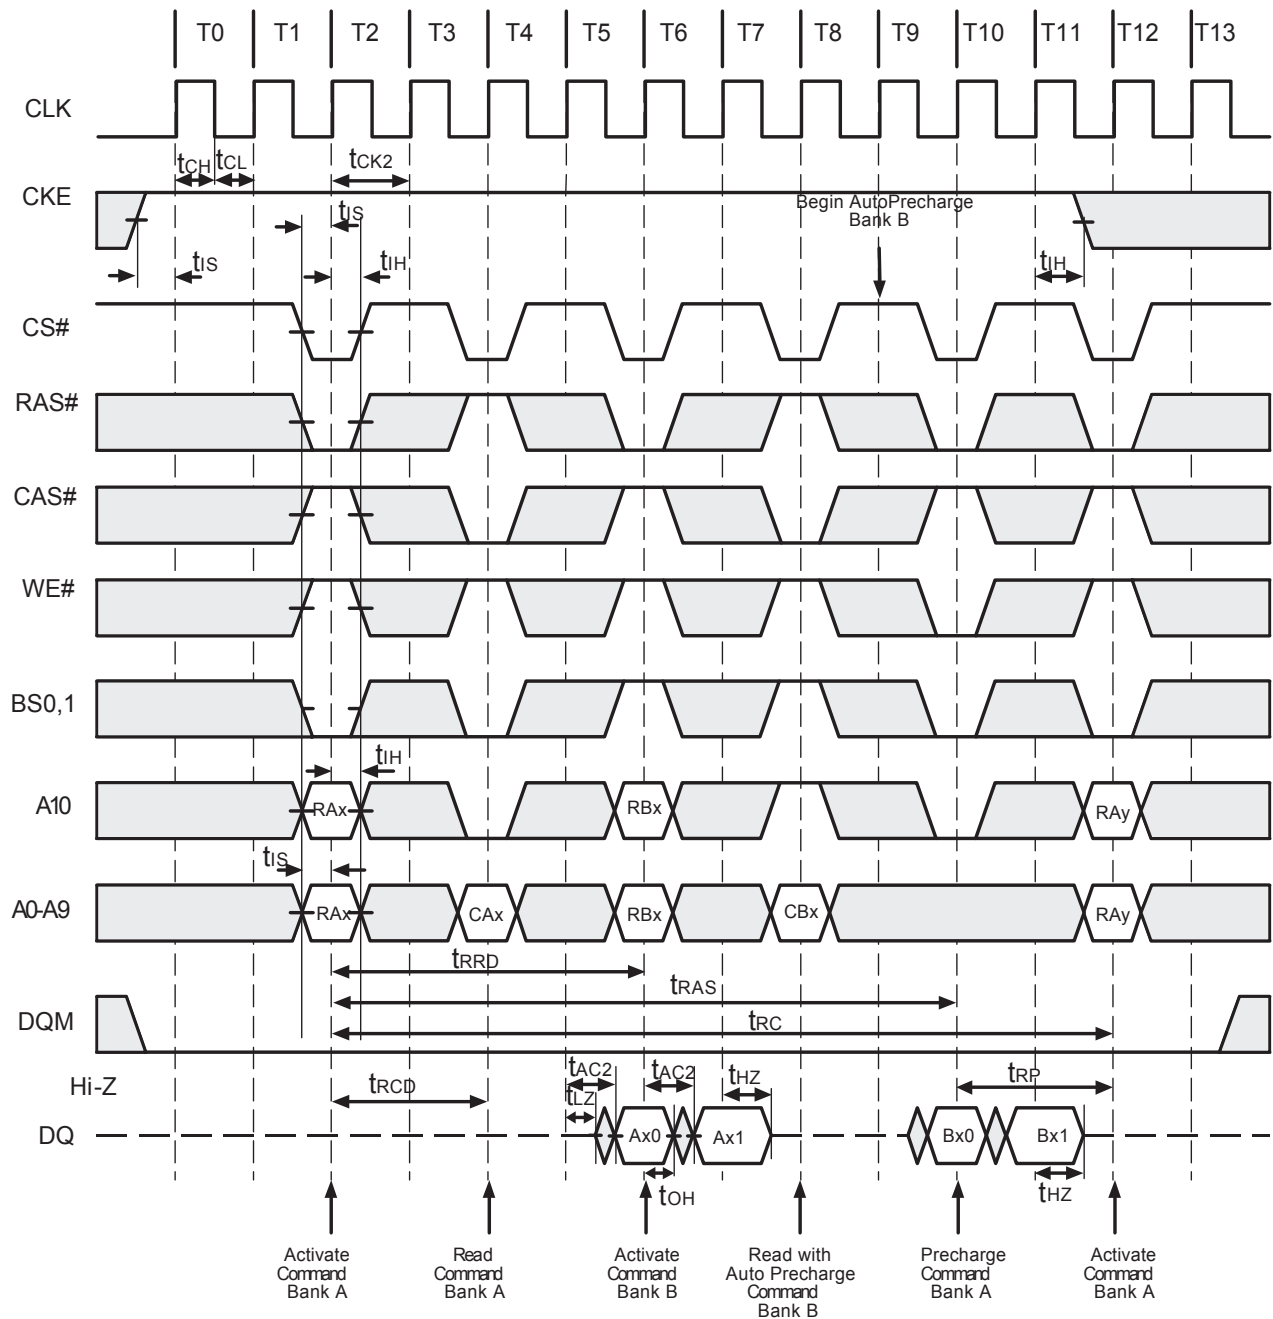 T0 T1 T2 T3 T4 T5 T6 T7 T8 T9 T10 T11 T12 T13
CLK
tCH tCL tCK2
CKE
tIS
Begin AutoPrecharge
Bank B
tIS tIH tIH
CS#
RAS#
CAS#
WE#
BS0,1
tIH
A10 RAx RBx RAy
tIS
A0-A9 RAx CAx RBx CBx RAy
tRRD
tRAS
DQM tRC
Hi-Z tRCD tAC2 tAC2 tHZ tRP
tLZ
DQ Ax0 Ax1 Bx0 Bx1
tOH tHZ
Activate
Command
Bank A
Read
Command
Bank A
Activate
Command
Bank B
Read with
Auto Precharge
Command
Bank B
Precharge
Command
Bank A
Activate
Command
Bank A